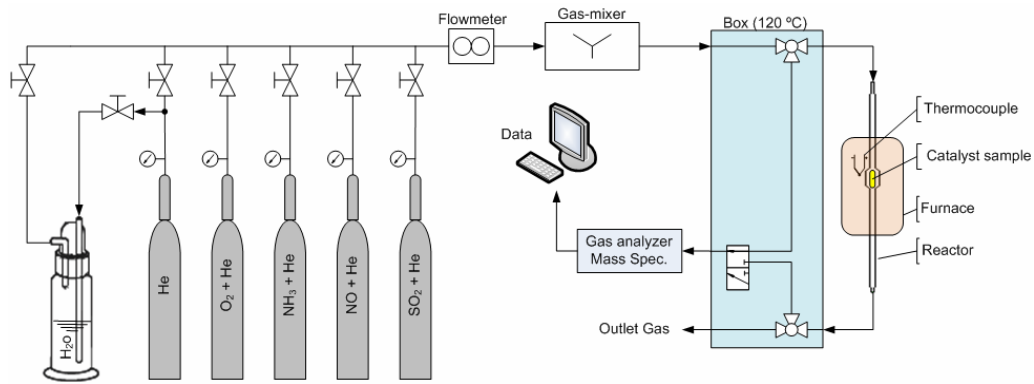 Flowmeter
Gas-mixer
Box (120 ºC)
Thermocouple
Data
Catalyst sample
Furnace
Reactor
Gas analyzer
Mass Spec.
Outlet Gas
H₂O
He
O₂ + He
NH₃ + He
NO + He
SO₂ + He